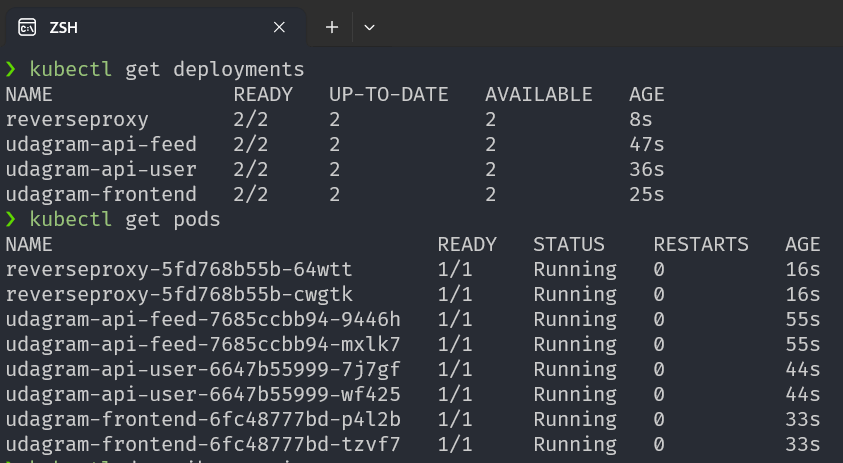 ZSH
❯ kubectl get deployments
NAME READY UP-TO-DATE AVAILABLE AGE
reverseproxy 2/2 2 2 8s
udagram-api-feed 2/2 2 2 47s
udagram-api-user 2/2 2 2 36s
udagram-frontend 2/2 2 2 25s
❯ kubectl get pods
NAME READY STATUS RESTARTS AGE
reverseproxy-5fd768b55b-64wtt 1/1 Running 0 16s
reverseproxy-5fd768b55b-cwgtk 1/1 Running 0 16s
udagram-api-feed-7685ccbb94-9446h 1/1 Running 0 55s
udagram-api-feed-7685ccbb94-mxlk7 1/1 Running 0 55s
udagram-api-user-6647b55999-7j7gf 1/1 Running 0 44s
udagram-api-user-6647b55999-wf425 1/1 Running 0 44s
udagram-frontend-6fc48777bd-p4l2b 1/1 Running 0 33s
udagram-frontend-6fc48777bd-tzvf7 1/1 Running 0 33s